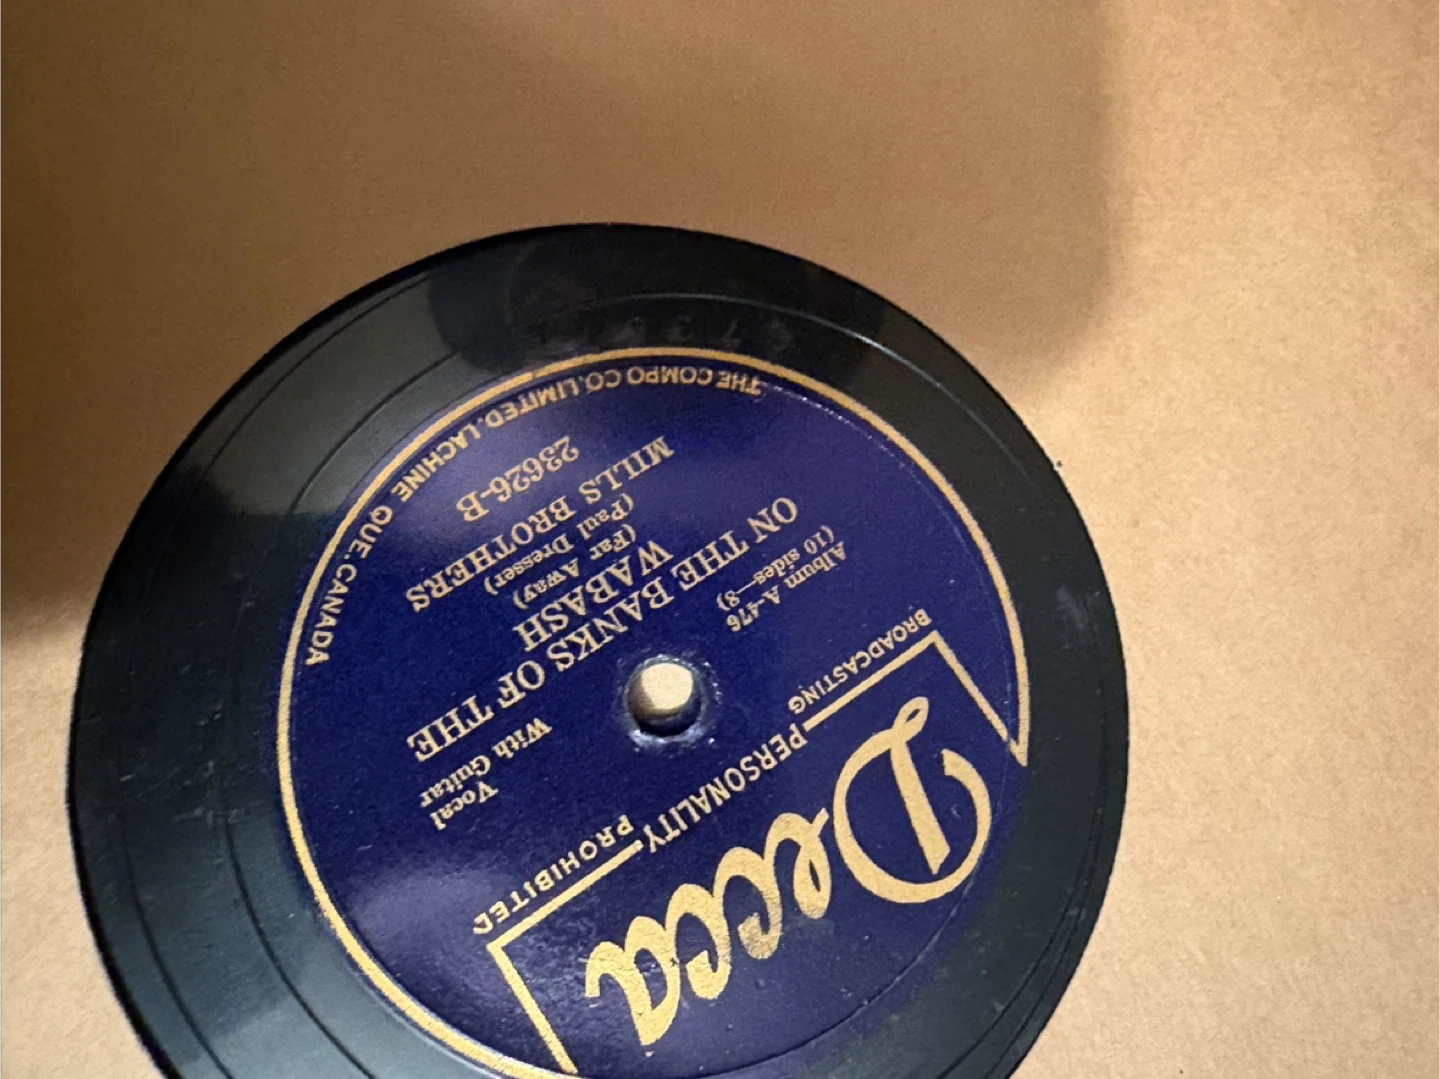 Decca
BROADCASTING PERSONALITY PROHIBITED
Album A-476
(10 sides—8)
Vocal
With Guitar
ON THE BANKS OF THE
WABASH
(Far Away)
(Paul Dresser)
MILLS BROTHERS
23626-B
THE COMPO CO. LIMITED, LACHINE, QUE. CANADA